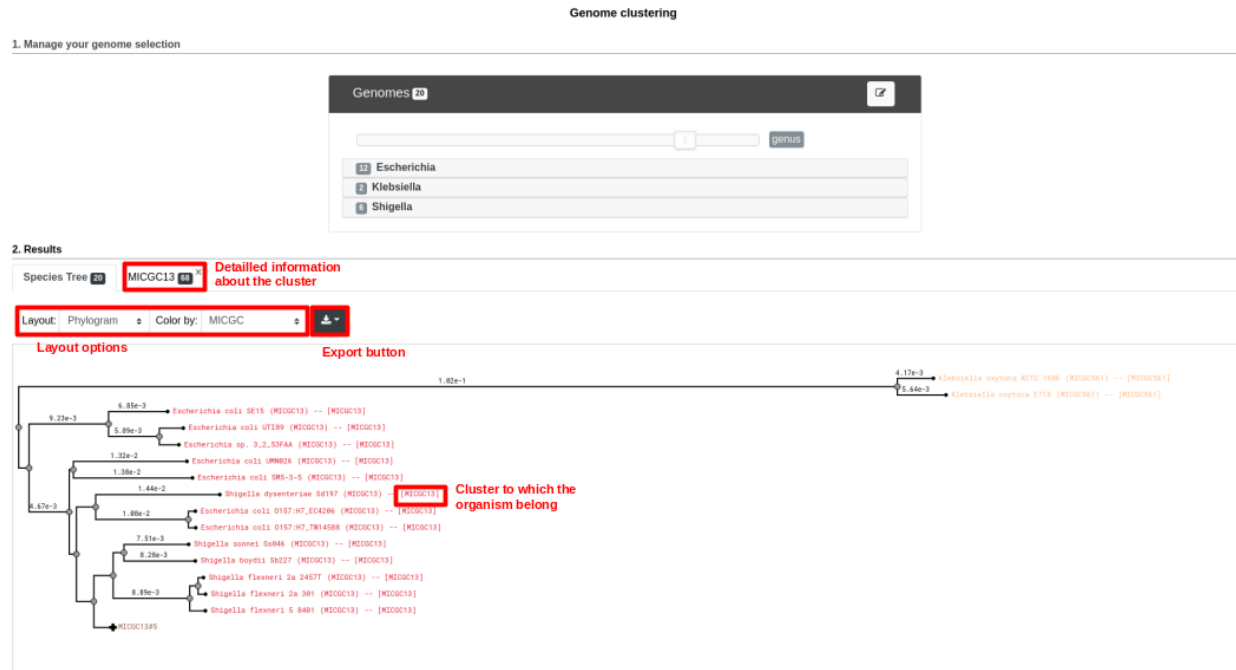 Genome clustering
1. Manage your genome selection
Genomes 20
genus
12 Escherichia
2 Klebsiella
6 Shigella
2. Results
Species Tree 20
MICGC13 68 ×
Detailled information
about the cluster
Layout: Phylogram Color by: MICGC
Layout options
Export button
1.02e-1
4.17e-3
Klebsiella oxytoca KCTC 1686 (MICGC561) -- [MICGC561]
5.64e-3
Klebsiella oxytoca E718 (MICGC561) -- [MICGC561]
6.85e-3
Escherichia coli SE15 (MICGC13) -- [MICGC13]
9.23e-3
5.89e-3
Escherichia coli UTI89 (MICGC13) -- [MICGC13]
Escherichia sp. 3_2_53FAA (MICGC13) -- [MICGC13]
1.32e-2
Escherichia coli UMN026 (MICGC13) -- [MICGC13]
1.38e-2
Escherichia coli SMS-3-5 (MICGC13) -- [MICGC13]
1.44e-2
Shigella dysenteriae Sd197 (MICGC13) -- [MICGC13]
Cluster to which the
organism belong
4.67e-3
1.08e-2
Escherichia coli O157:H7_EC4206 (MICGC13) -- [MICGC13]
Escherichia coli O157:H7_TW14588 (MICGC13) -- [MICGC13]
7.51e-3
Shigella sonnei Ss046 (MICGC13) -- [MICGC13]
8.28e-3
Shigella boydii Sb227 (MICGC13) -- [MICGC13]
Shigella flexneri 2a 2457T (MICGC13) -- [MICGC13]
8.89e-3
Shigella flexneri 2a 301 (MICGC13) -- [MICGC13]
Shigella flexneri 5 8401 (MICGC13) -- [MICGC13]
MICGC13#5